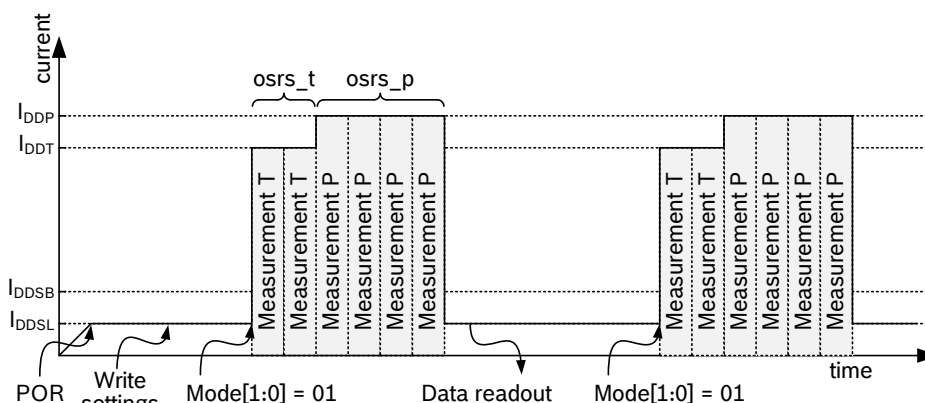 current
osrs_t osrs_p
IDDP
IDDT
IDDSB
IDDSL
Measurement T
Measurement T
Measurement P
Measurement P
Measurement P
Measurement P
Measurement T
Measurement T
Measurement P
Measurement P
Measurement P
Measurement P
time
POR
Write
settings
Mode[1:0] = 01
Data readout
Mode[1:0] = 01